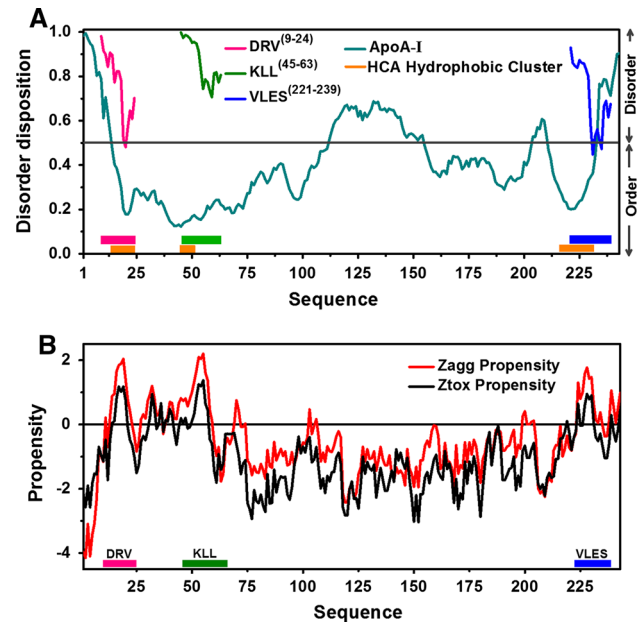 A
DRV(9-24)
KLL(45-63)
VLES(221-239)
ApoA-I
HCA Hydrophobic Cluster
Disorder disposition
1.0
0.8
0.6
0.4
0.2
0.0
Disorder
Order
1 25 50 75 100 125 150 175 200 225
Sequence
B
Zagg Propensity
Ztox Propensity
Propensity
2
0
-2
-4
DRV KLL VLES
25 50 75 100 125 150 175 200 225
Sequence